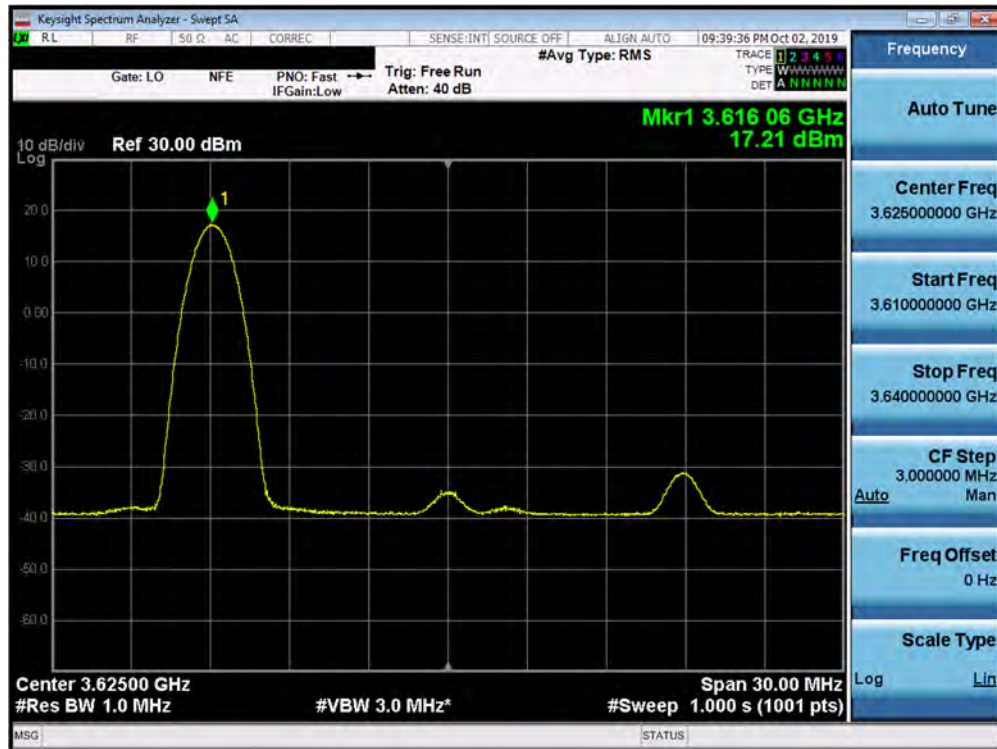 Keysight Spectrum Analyzer - Swept SA
LXI RL RF 50 Ω AC CORREC SENSE:INT SOURCE OFF ALIGN AUTO 09:39:36 PM Oct 02, 2019
#Avg Type: RMS TRACE 1 2 3 4 5 6
Gate: LO NFE PNO: Fast Trig: Free Run TYPE WWWWWW
IFGain:Low Atten: 40 dB DET A N N N N N
Mkr1 3.616 06 GHz
17.21 dBm
10 dB/div Ref 30.00 dBm
Log
1
20.0
10.0
0.00
-10.0
-20.0
-30.0
-40.0
-50.0
-60.0
Center 3.62500 GHz Span 30.00 MHz
#Res BW 1.0 MHz #VBW 3.0 MHz* #Sweep 1.000 s (1001 pts)
MSG STATUS
Frequency
Auto Tune
Center Freq
3.625000000 GHz
Start Freq
3.610000000 GHz
Stop Freq
3.640000000 GHz
CF Step
3.000000 MHz
Auto Man
Freq Offset
0 Hz
Scale Type
Log Lin